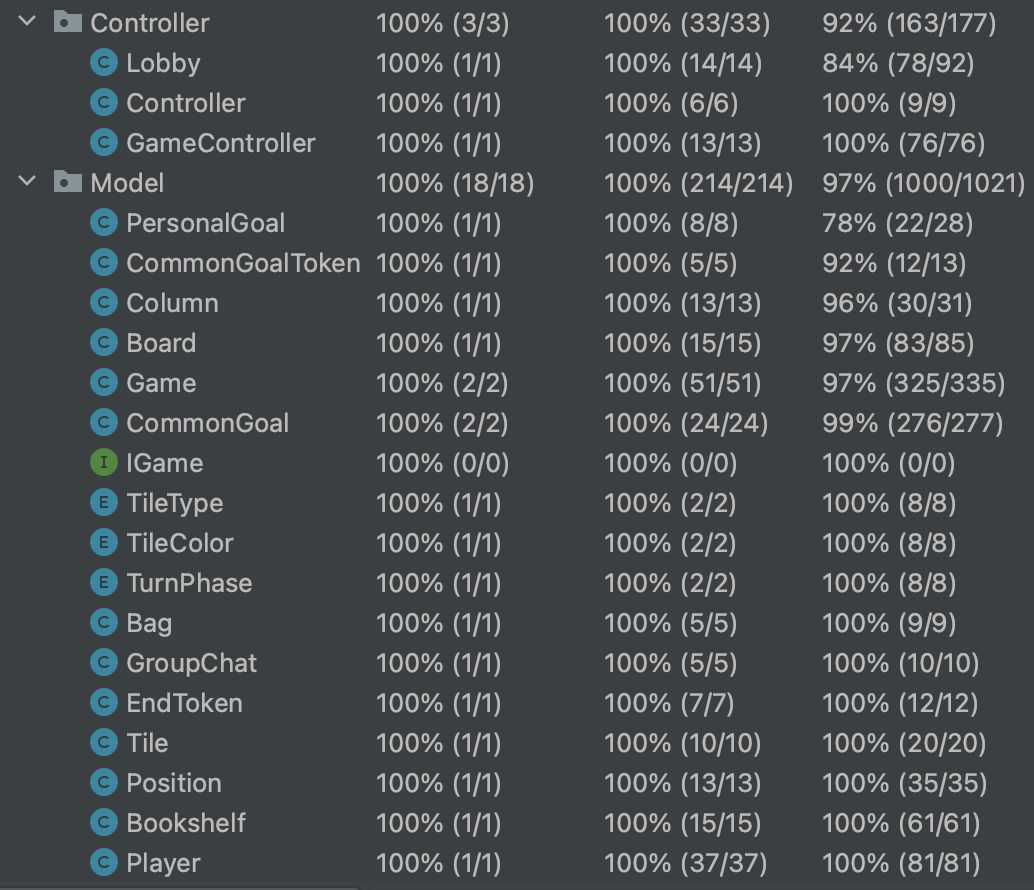 Controller 100% (3/3) 100% (33/33) 92% (163/177)
C Lobby 100% (1/1) 100% (14/14) 84% (78/92)
C Controller 100% (1/1) 100% (6/6) 100% (9/9)
C GameController 100% (1/1) 100% (13/13) 100% (76/76)
Model 100% (18/18) 100% (214/214) 97% (1000/1021)
C PersonalGoal 100% (1/1) 100% (8/8) 78% (22/28)
C CommonGoalToken 100% (1/1) 100% (5/5) 92% (12/13)
C Column 100% (1/1) 100% (13/13) 96% (30/31)
C Board 100% (1/1) 100% (15/15) 97% (83/85)
C Game 100% (2/2) 100% (51/51) 97% (325/335)
C CommonGoal 100% (2/2) 100% (24/24) 99% (276/277)
I IGame 100% (0/0) 100% (0/0) 100% (0/0)
E TileType 100% (1/1) 100% (2/2) 100% (8/8)
E TileColor 100% (1/1) 100% (2/2) 100% (8/8)
E TurnPhase 100% (1/1) 100% (2/2) 100% (8/8)
C Bag 100% (1/1) 100% (5/5) 100% (9/9)
C GroupChat 100% (1/1) 100% (5/5) 100% (10/10)
C EndToken 100% (1/1) 100% (7/7) 100% (12/12)
C Tile 100% (1/1) 100% (10/10) 100% (20/20)
C Position 100% (1/1) 100% (13/13) 100% (35/35)
C Bookshelf 100% (1/1) 100% (15/15) 100% (61/61)
C Player 100% (1/1) 100% (37/37) 100% (81/81)